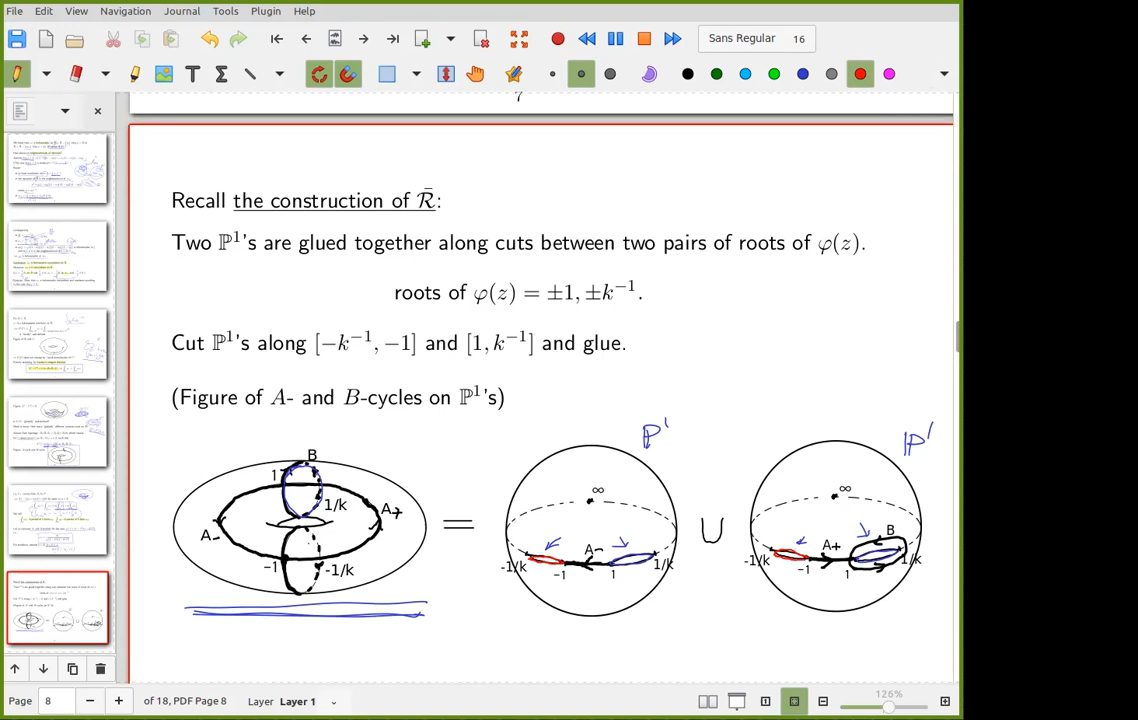 File Edit View Navigation Journal Tools Plugin Help
Sans Regular 16
7
Recall the construction of $\bar{\mathcal{R}}$:
Two ℙ¹'s are glued together along cuts between two pairs of roots of φ(z).
roots of φ(z) = ±1, ±k⁻¹.
Cut ℙ¹'s along [−k⁻¹, −1] and [1, k⁻¹] and glue.
(Figure of A- and B-cycles on ℙ¹'s)
ℙ¹ ℙ¹
B
1
1/k
A+
A-
-1
-1/k
=
∞
A-
-1/k
-1
1
1/k
∪
∞
A+
B
-1/k
-1
1
1/k
Page 8 of 18, PDF Page 8 Layer Layer 1 126%